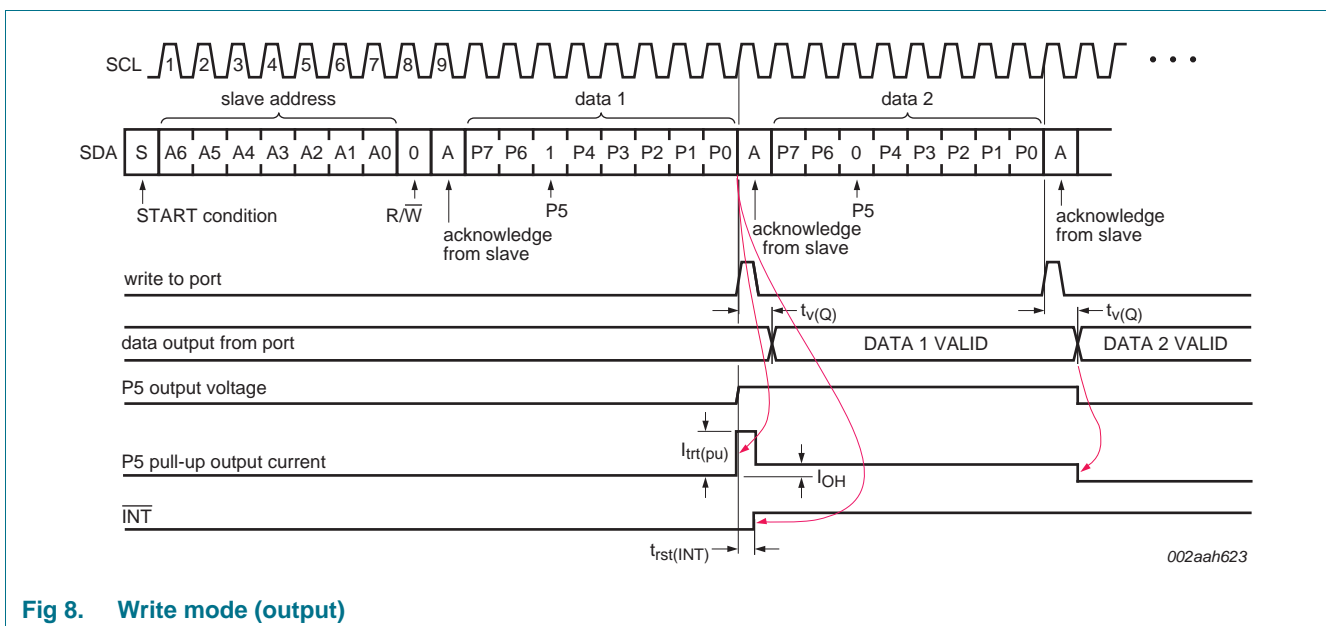 SCL 1 2 3 4 5 6 7 8 9
slave address data 1 data 2
SDA S A6 A5 A4 A3 A2 A1 A0 0 A P7 P6 1 P4 P3 P2 P1 P0 A P7 P6 0 P4 P3 P2 P1 P0 A
START condition R/W̅ acknowledge from slave P5 acknowledge from slave P5 acknowledge from slave
write to port
tv(Q) tv(Q)
data output from port DATA 1 VALID DATA 2 VALID
P5 output voltage
Itrt(pu)
P5 pull-up output current
IOH
I̅N̅T̅
trst(INT)
002aah623
Fig 8. Write mode (output)